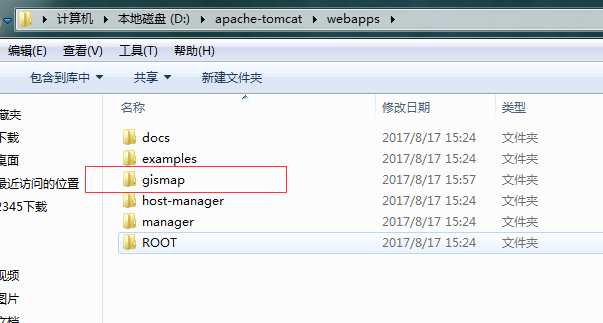 计算机 本地磁盘 (D:) apache-tomcat webapps
编辑(E) 查看(V) 工具(T) 帮助(H)
包含到库中 共享 新建文件夹
名称 修改日期 类型
藏夹
下载
桌面
最近访问的位置
2345下载
视频
图片
文档
docs 2017/8/17 15:24 文件夹
examples 2017/8/17 15:24 文件夹
gismap 2017/8/17 15:57 文件夹
host-manager 2017/8/17 15:24 文件夹
manager 2017/8/17 15:24 文件夹
ROOT 2017/8/17 15:24 文件夹